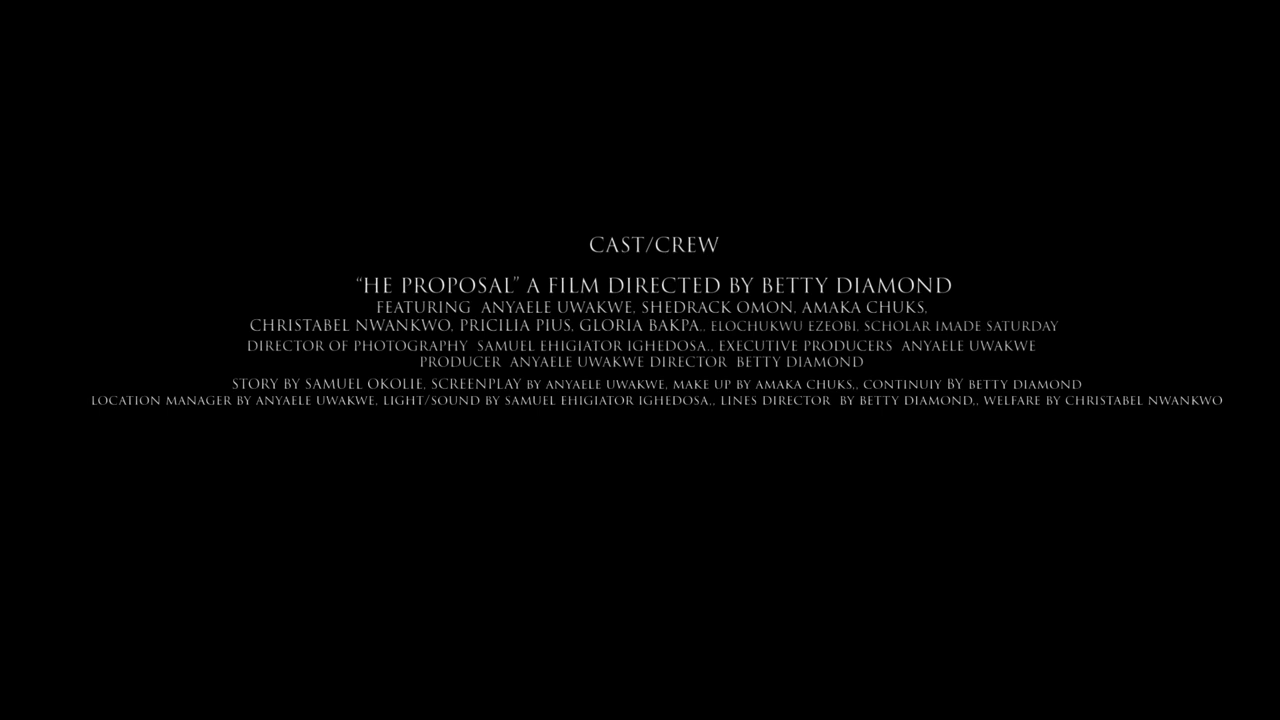 CAST/CREW
“HE PROPOSAL” A FILM DIRECTED BY BETTY DIAMOND
FEATURING ANYAELE UWAKWE, SHEDRACK OMON, AMAKA CHUKS,
CHRISTABEL NWANKWO, PRICILIA PIUS, GLORIA BAKPA,, ELOCHUKWU EZEOBI, SCHOLAR IMADE SATURDAY
DIRECTOR OF PHOTOGRAPHY SAMUEL EHIGIATOR IGHEDOSA,, EXECUTIVE PRODUCERS ANYAELE UWAKWE
PRODUCER ANYAELE UWAKWE DIRECTOR BETTY DIAMOND
STORY BY SAMUEL OKOLIE, SCREENPLAY BY ANYAELE UWAKWE, MAKE UP BY AMAKA CHUKS,, CONTINUIY BY BETTY DIAMOND
LOCATION MANAGER BY ANYAELE UWAKWE, LIGHT/SOUND BY SAMUEL EHIGIATOR IGHEDOSA,, LINES DIRECTOR BY BETTY DIAMOND,, WELFARE BY CHRISTABEL NWANKWO